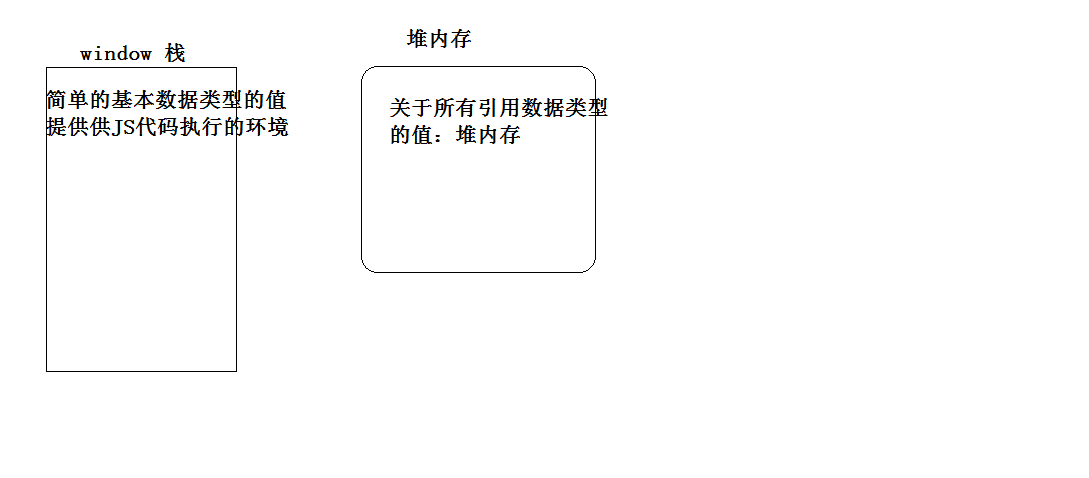 window 栈
简单的基本数据类型的值
提供供JS代码执行的环境
堆内存
关于所有引用数据类型
的值：堆内存